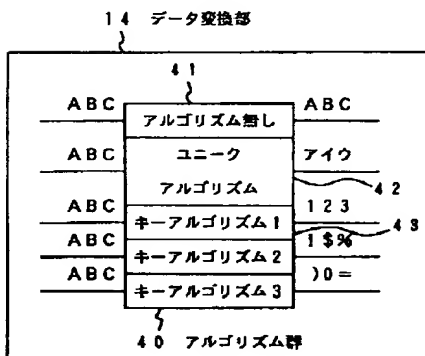 14 データ変換部
41
ABC アルゴリズム無し ABC
ABC ユニーク アイウ
アルゴリズム 42
ABC キーアルゴリズム1 123 43
ABC キーアルゴリズム2 1$%
ABC キーアルゴリズム3 )0=
40 アルゴリズム群